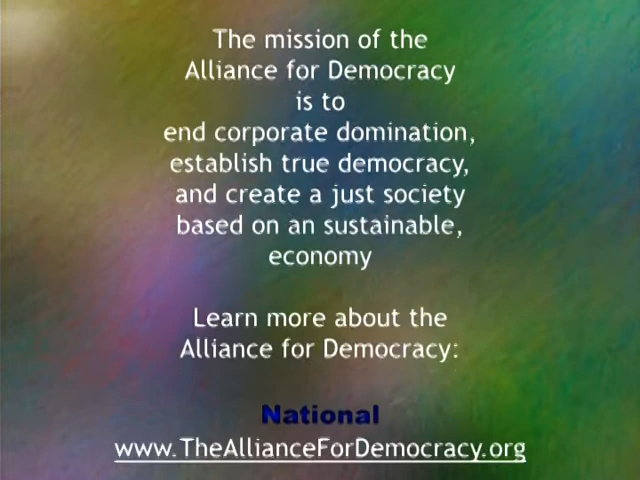 The mission of the
Alliance for Democracy
is to
end corporate domination,
establish true democracy,
and create a just society
based on an sustainable,
economy
Learn more about the
Alliance for Democracy:
National
www.TheAllianceForDemocracy.org